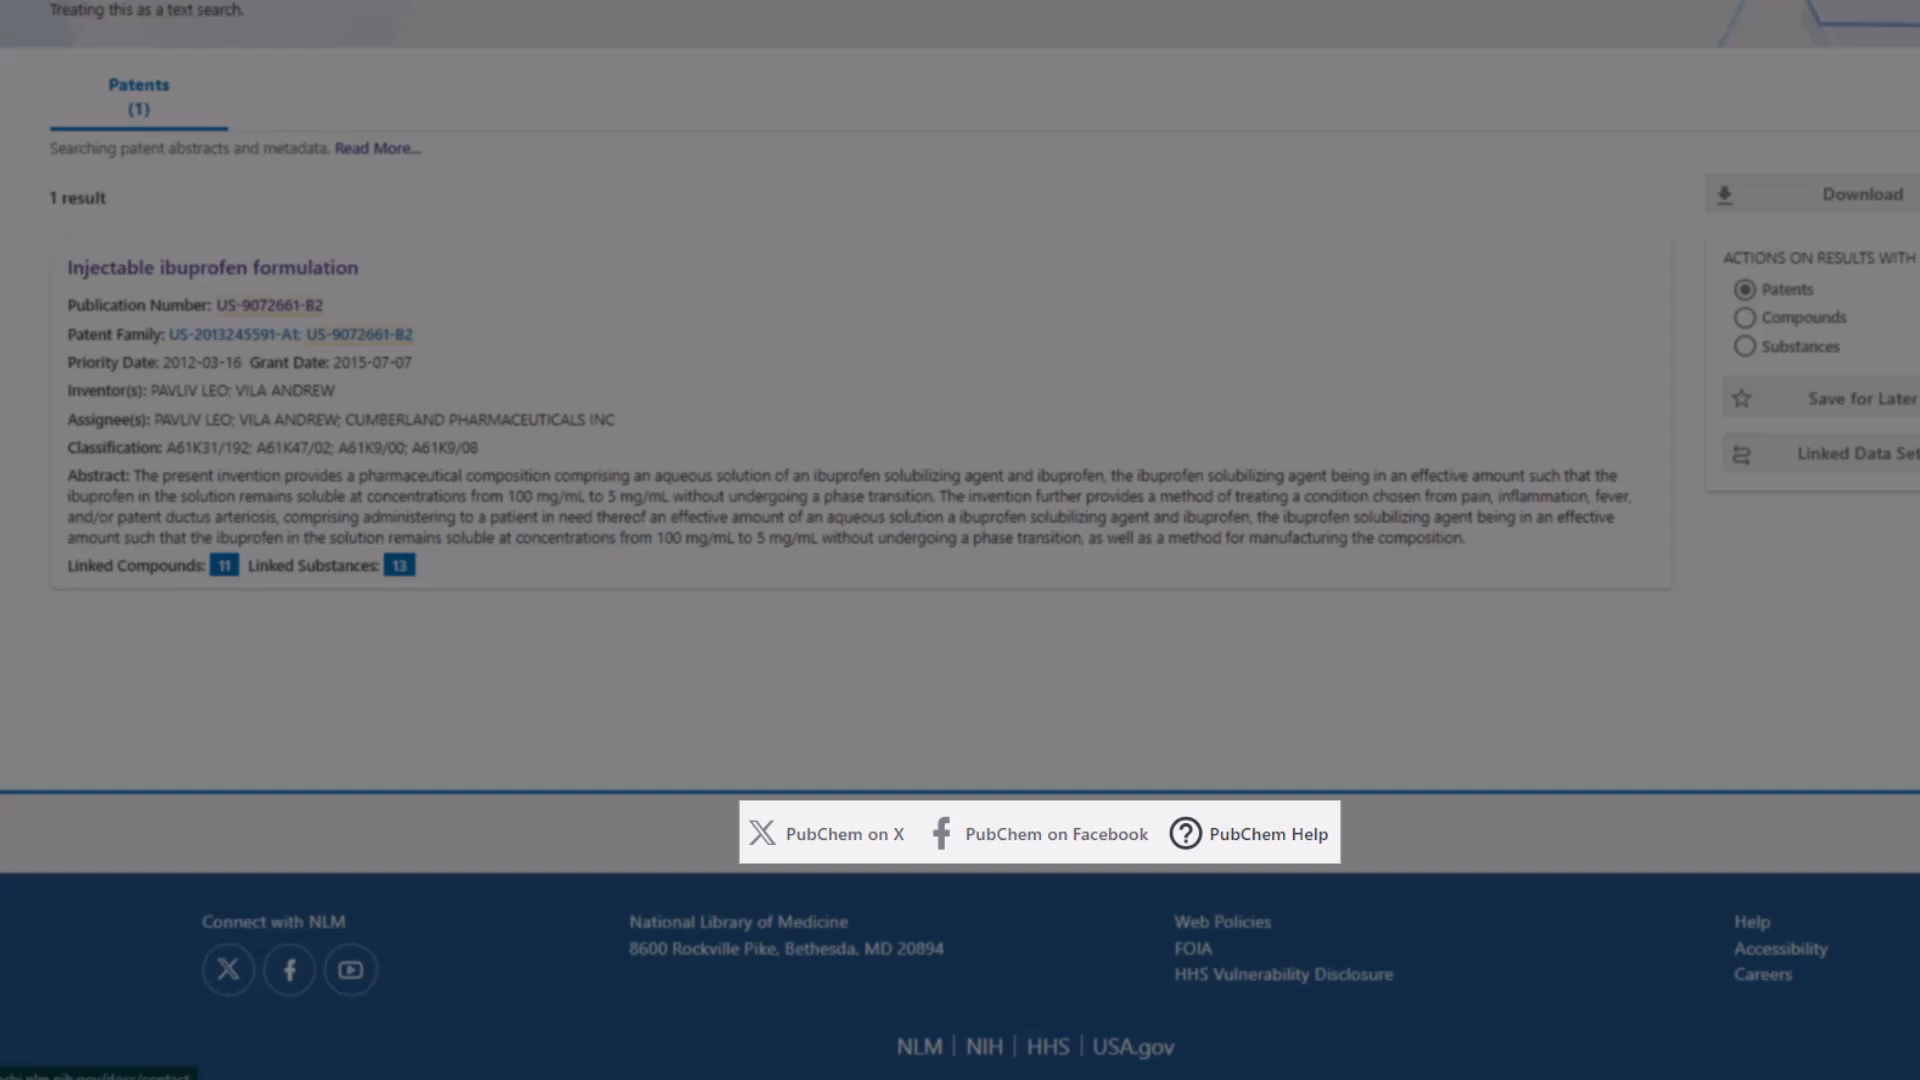 Treating this as a text search.
Patents
(1)
Searching patent abstracts and metadata. Read More...
1 result
Download
Injectable ibuprofen formulation
ACTIONS ON RESULTS WITH
Publication Number: US-9072661-B2
Patents
Patent Family: US-2013245591-A1; US-9072661-B2
Compounds
Priority Date: 2012-03-16 Grant Date: 2015-07-07
Substances
Inventor(s): PAVLIV LEO; VILA ANDREW
Save for Later
Assignee(s): PAVLIV LEO; VILA ANDREW; CUMBERLAND PHARMACEUTICALS INC
Classification: A61K31/192; A61K47/02; A61K9/00; A61K9/08
Linked Data Set
Abstract: The present invention provides a pharmaceutical composition comprising an aqueous solution of an ibuprofen solubilizing agent and ibuprofen, the ibuprofen solubilizing agent being in an effective amount such that the
ibuprofen in the solution remains soluble at concentrations from 100 mg/mL to 5 mg/mL without undergoing a phase transition. The invention further provides a method of treating a condition chosen from pain, inflammation, fever,
and/or patent ductus arteriosis, comprising administering to a patient in need thereof an effective amount of an aqueous solution a ibuprofen solubilizing agent and ibuprofen, the ibuprofen solubilizing agent being in an effective
amount such that the ibuprofen in the solution remains soluble at concentrations from 100 mg/mL to 5 mg/mL without undergoing a phase transition, as well as a method for manufacturing the composition.
Linked Compounds: 11 Linked Substances: 13
PubChem on X PubChem on Facebook PubChem Help
Connect with NLM
National Library of Medicine
8600 Rockville Pike, Bethesda, MD 20894
Web Policies
FOIA
HHS Vulnerability Disclosure
Help
Accessibility
Careers
NLM | NIH | HHS | USA.gov